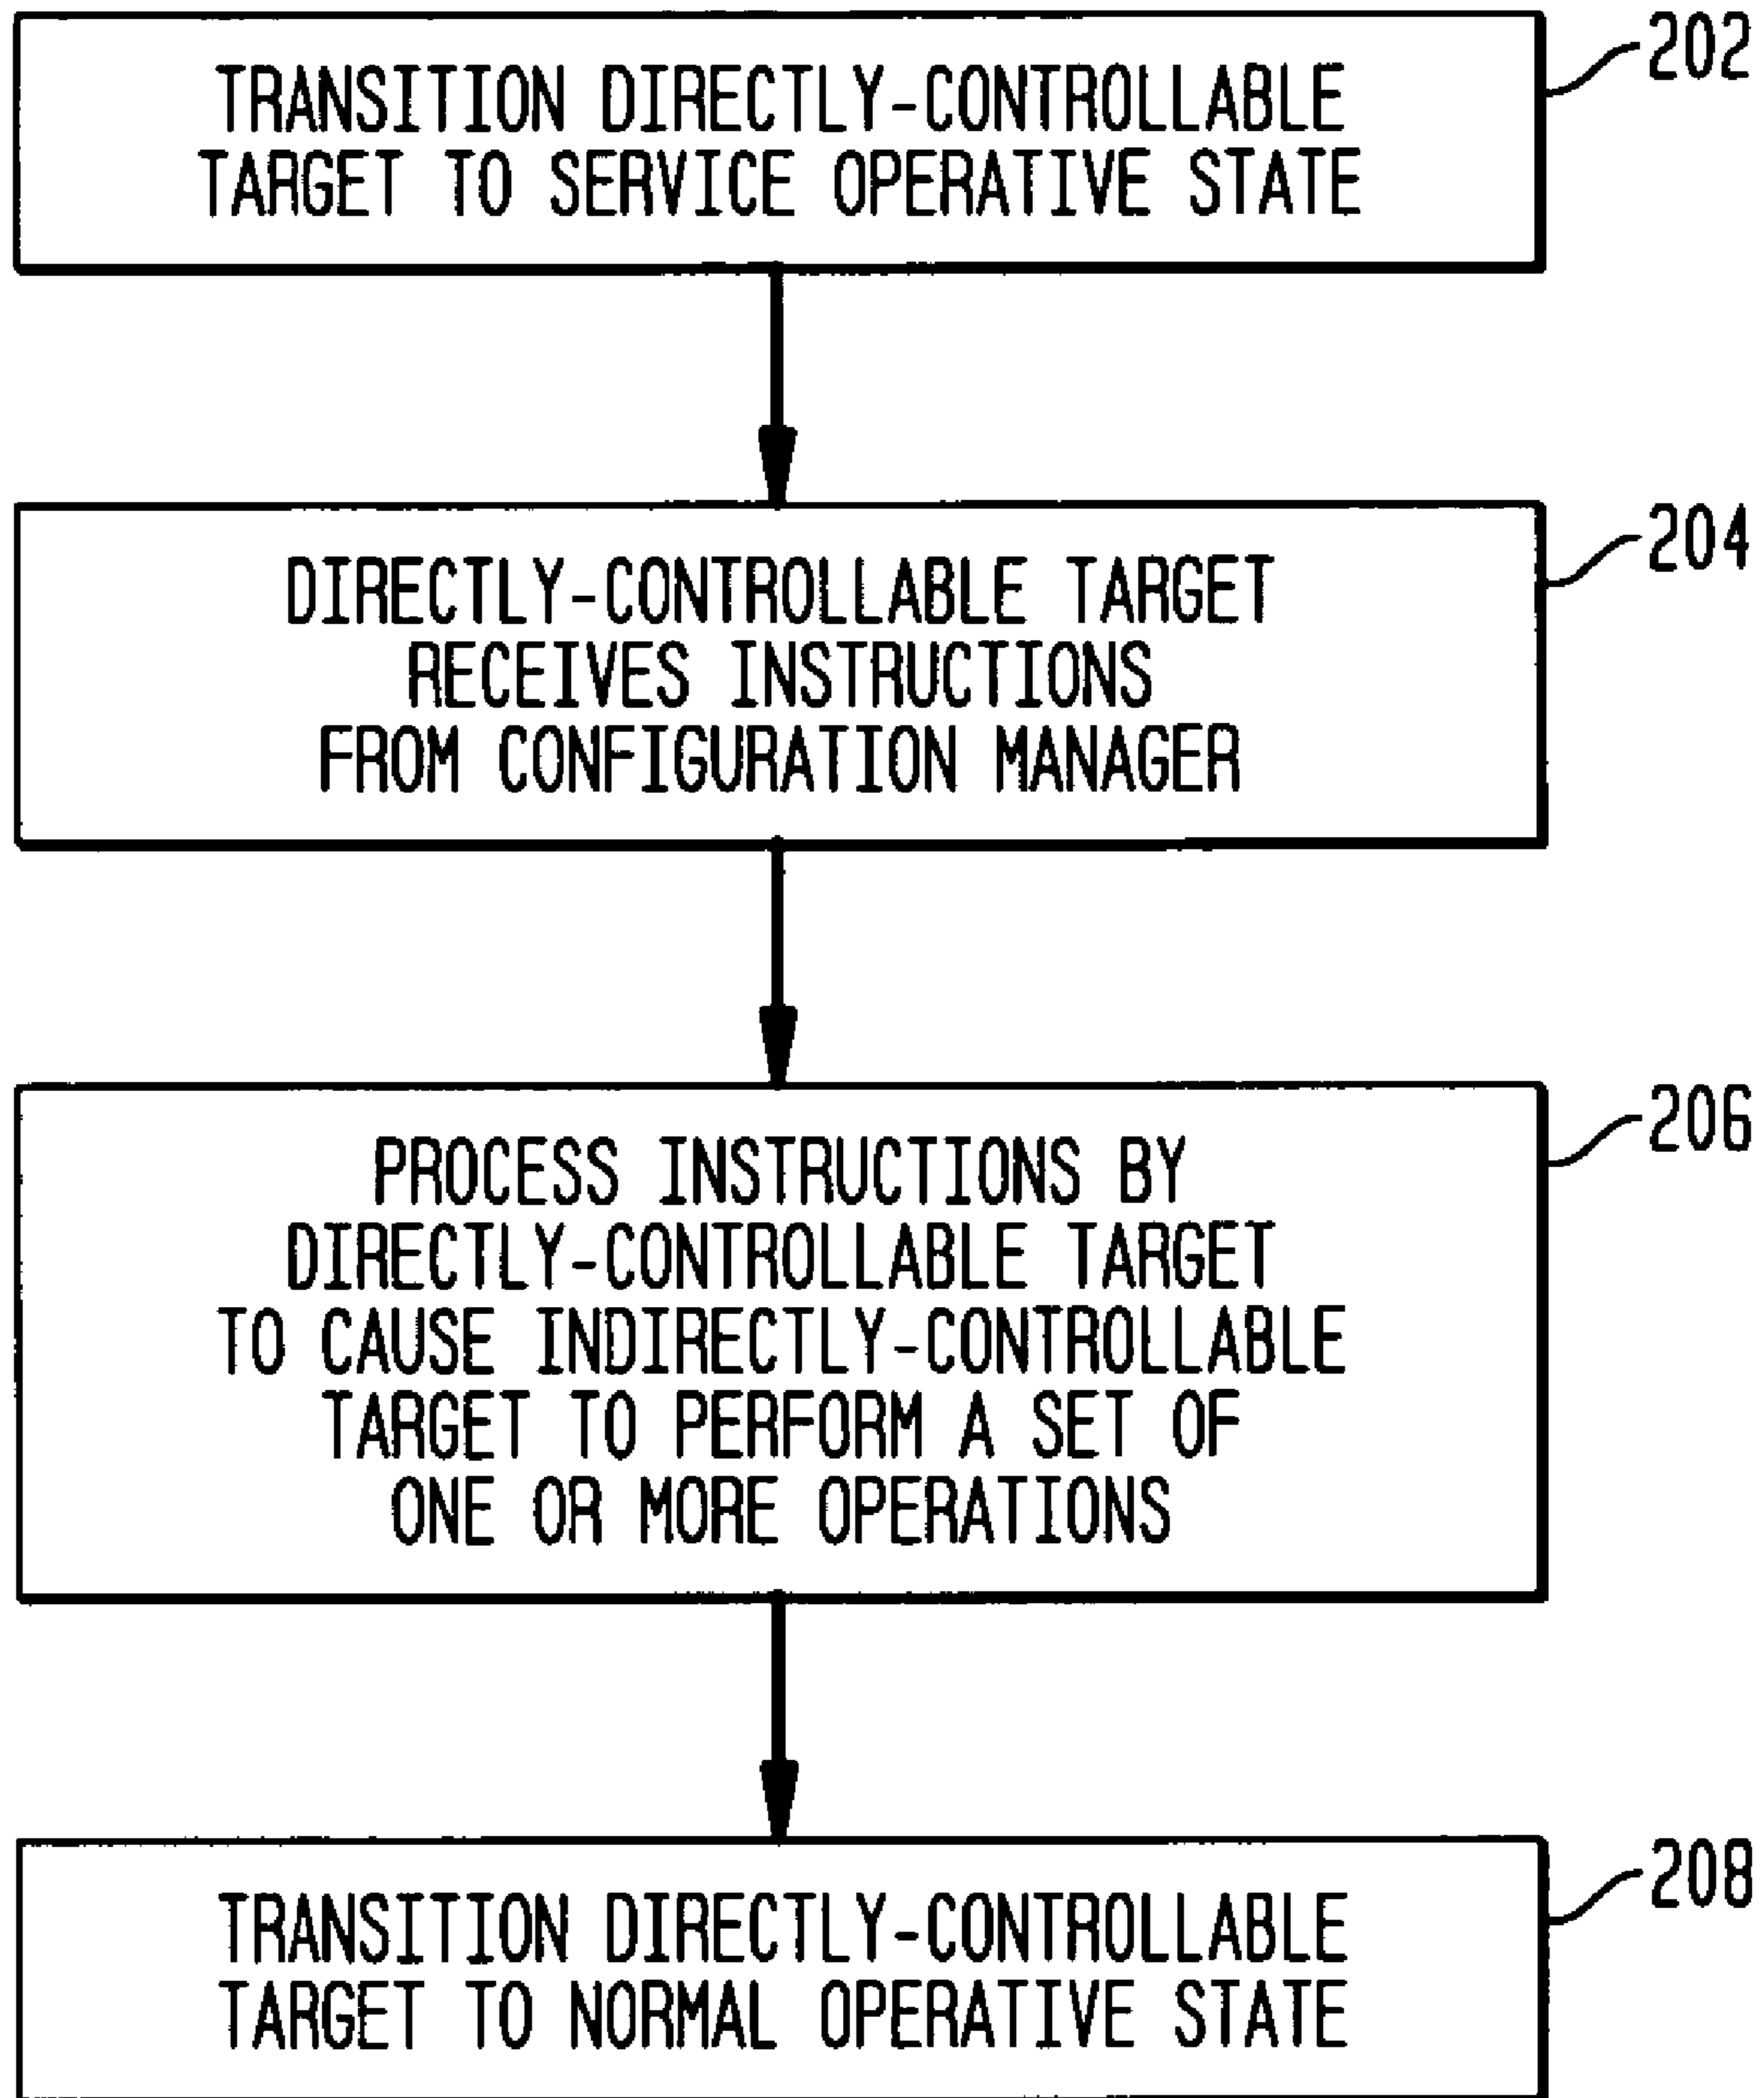 TRANSITION DIRECTLY-CONTROLLABLE
TARGET TO SERVICE OPERATIVE STATE
202
DIRECTLY-CONTROLLABLE TARGET
RECEIVES INSTRUCTIONS
FROM CONFIGURATION MANAGER
204
PROCESS INSTRUCTIONS BY
DIRECTLY-CONTROLLABLE TARGET
TO CAUSE INDIRECTLY-CONTROLLABLE
TARGET TO PERFORM A SET OF
ONE OR MORE OPERATIONS
206
TRANSITION DIRECTLY-CONTROLLABLE
TARGET TO NORMAL OPERATIVE STATE
208